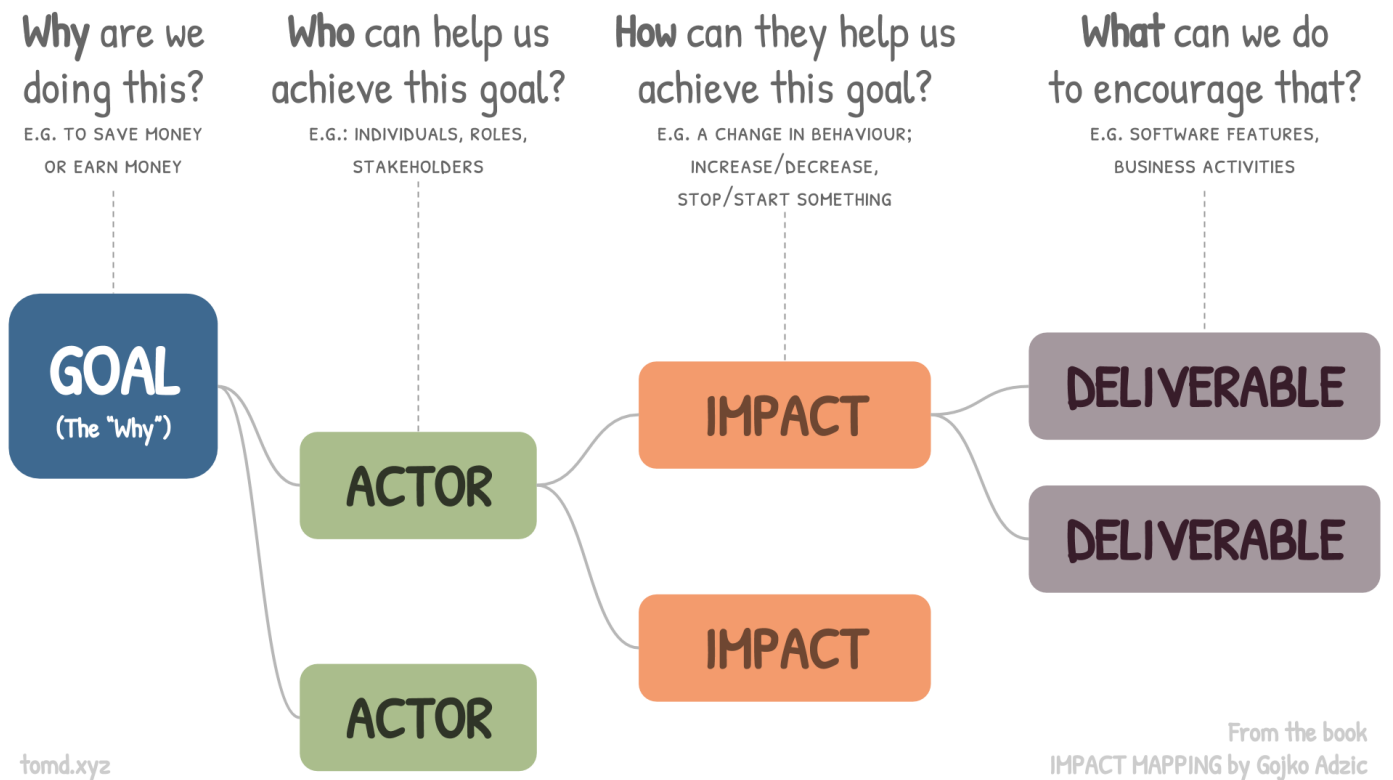 Why are we
doing this?
E.G. TO SAVE MONEY
OR EARN MONEY
Who can help us
achieve this goal?
E.G.: INDIVIDUALS, ROLES,
STAKEHOLDERS
How can they help us
achieve this goal?
E.G. A CHANGE IN BEHAVIOUR;
INCREASE/DECREASE,
STOP/START SOMETHING
What can we do
to encourage that?
E.G. SOFTWARE FEATURES,
BUSINESS ACTIVITIES
GOAL
(The "Why")
ACTOR
ACTOR
IMPACT
IMPACT
DELIVERABLE
DELIVERABLE
tomd.xyz
From the book
IMPACT MAPPING by Gojko Adzic